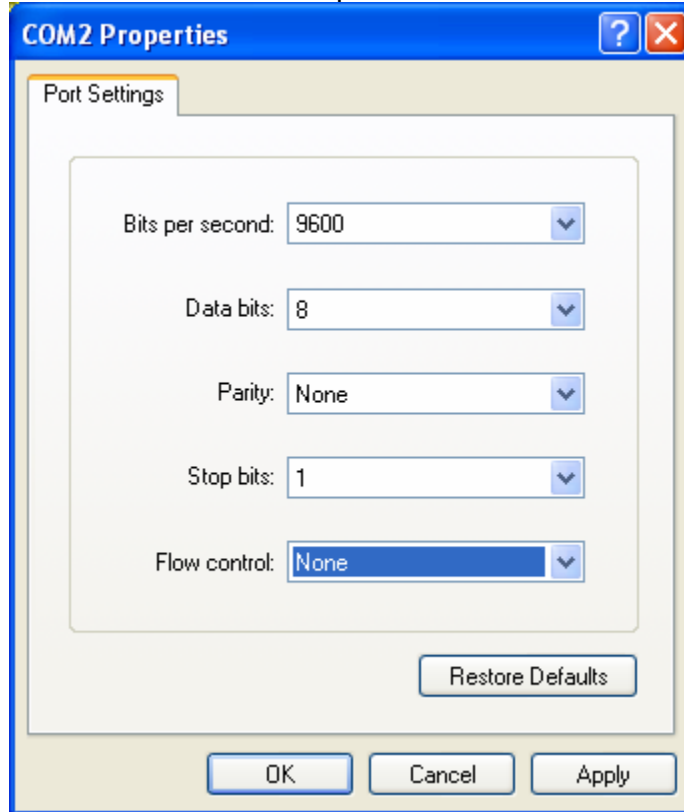 COM2 Properties
Port Settings
Bits per second: 9600
Data bits: 8
Parity: None
Stop bits: 1
Flow control: None
Restore Defaults
OK Cancel Apply